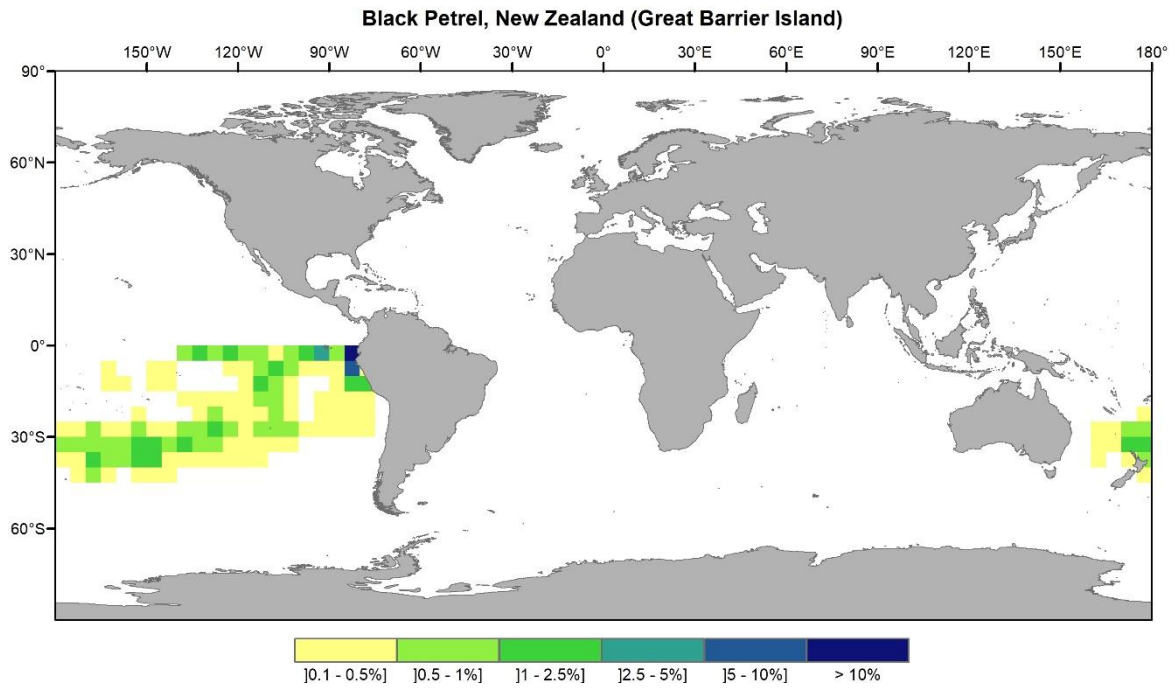 Black Petrel, New Zealand (Great Barrier Island)
150°W 120°W 90°W 60°W 30°W 0° 30°E 60°E 90°E 120°E 150°E 180°
90°
60°N
30°N
0°
30°S
60°S
]0.1 - 0.5%] ]0.5 - 1%] ]1 - 2.5%] ]2.5 - 5%] ]5 - 10%] > 10%